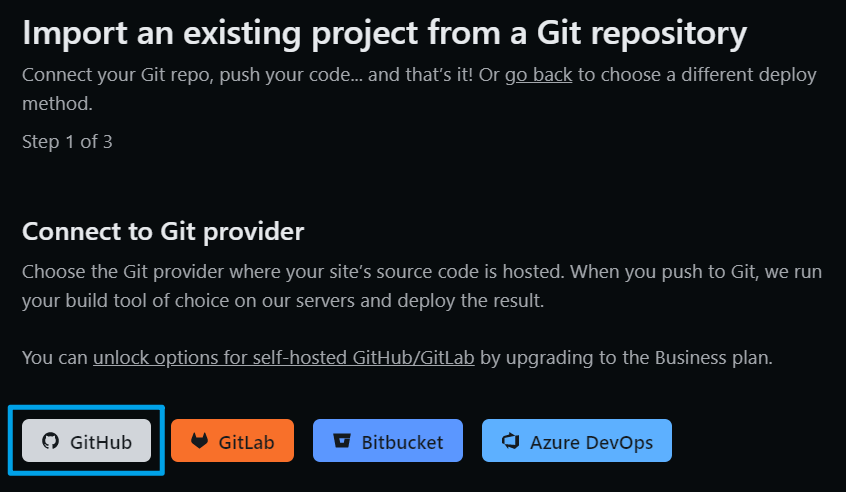 Import an existing project from a Git repository
Connect your Git repo, push your code... and that’s it! Or go back to choose a different deploy
method.
Step 1 of 3
Connect to Git provider
Choose the Git provider where your site’s source code is hosted. When you push to Git, we run
your build tool of choice on our servers and deploy the result.
You can unlock options for self-hosted GitHub/GitLab by upgrading to the Business plan.
GitHub GitLab Bitbucket Azure DevOps